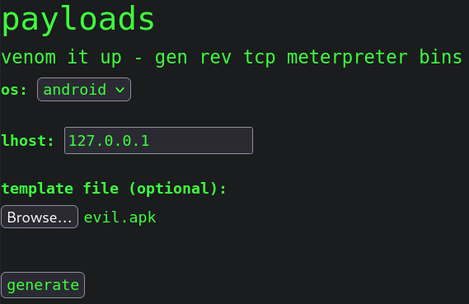 payloads
venom it up - gen rev tcp meterpreter bins
os: android
lhost: 127.0.0.1
template file (optional):
Browse... evil.apk
generate